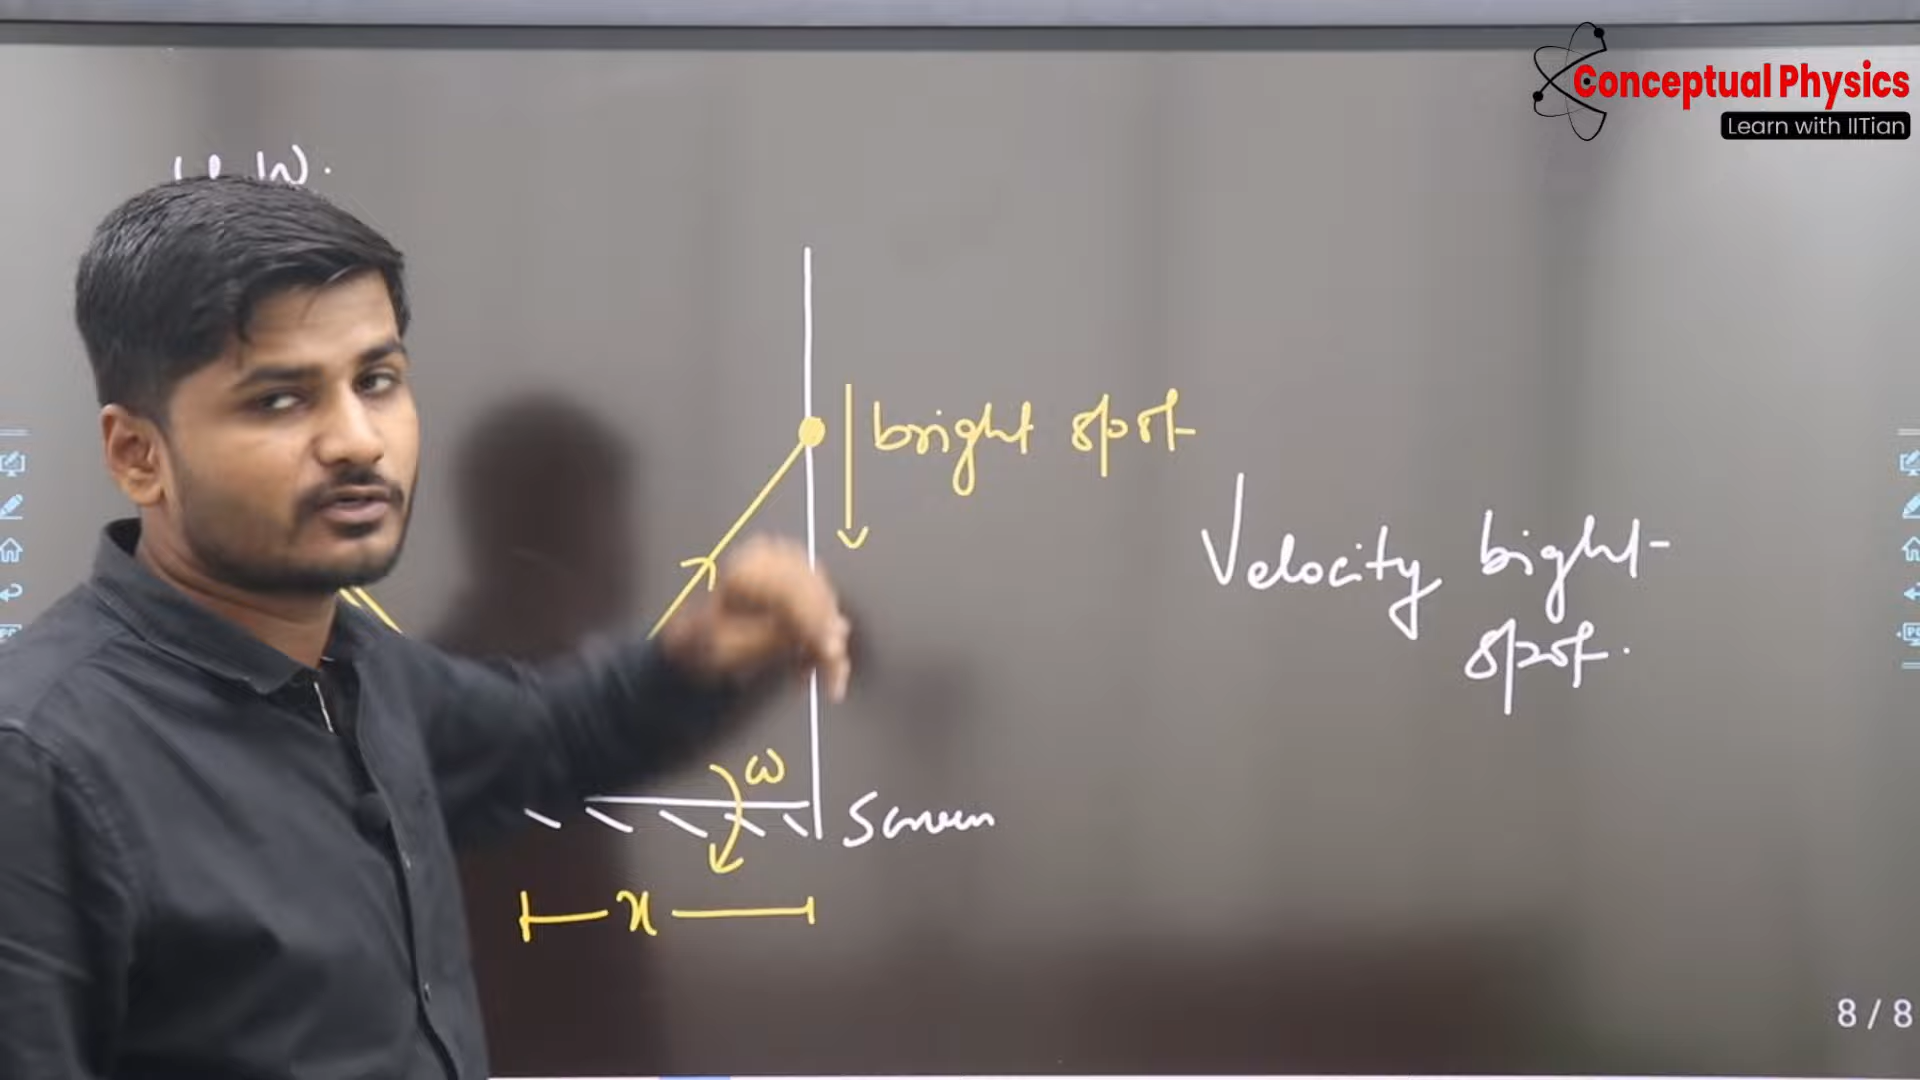 Conceptual Physics
Learn with IITian
H.W.
bright spot
Velocity bright
spot.
ω
Screen
x
8 / 8